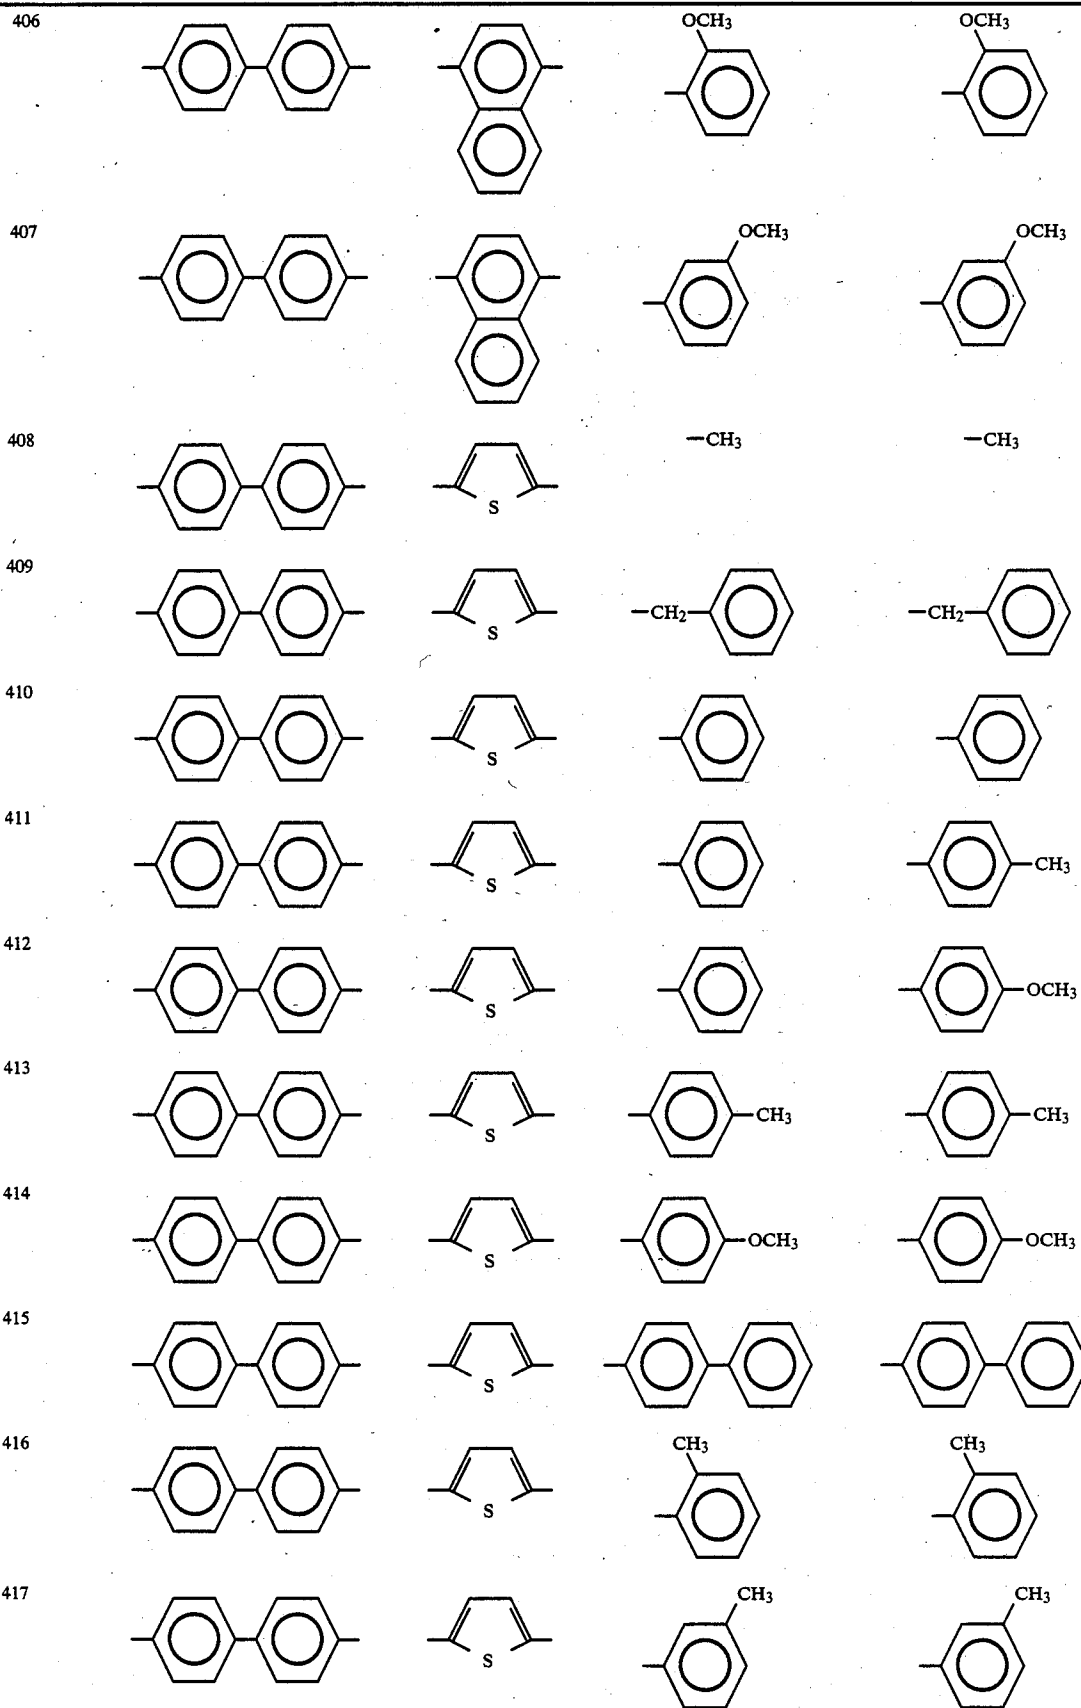 406 OCH3 OCH3
407 OCH3 OCH3
408 —CH3 —CH3
S
409 —CH2 —CH2
S
410
S
411 CH3
S
412 OCH3
S
413 CH3 CH3
S
414 OCH3 OCH3
S
415
S
416 CH3 CH3
S
417 CH3 CH3
S